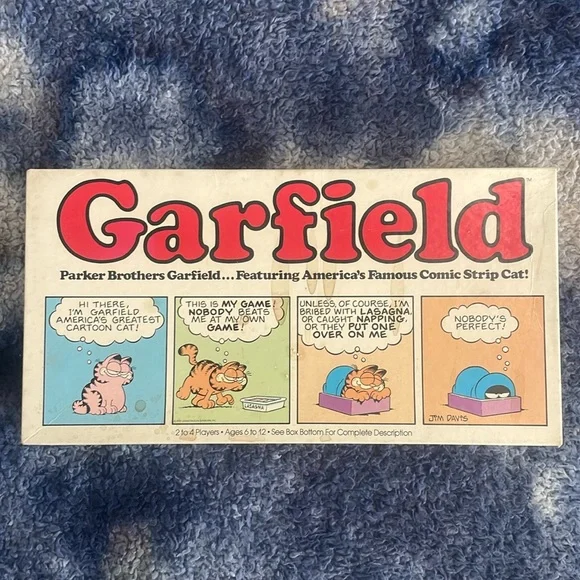 Garfield
Parker Brothers Garfield...Featuring America's Famous Comic Strip Cat!
HI THERE,
I'M GARFIELD
AMERICA'S GREATEST
CARTOON CAT!
THIS IS MY GAME!
NOBODY BEATS
ME AT MY OWN
GAME!
LASAGNA
UNLESS, OF COURSE, I'M
BRIBED WITH LASAGNA.
OR CAUGHT NAPPING.
OR THEY PUT ONE
OVER ON ME
NOBODY'S
PERFECT!
JIM DAVIS
2 to 4 Players • Ages 6 to 12 • See Box Bottom For Complete Description